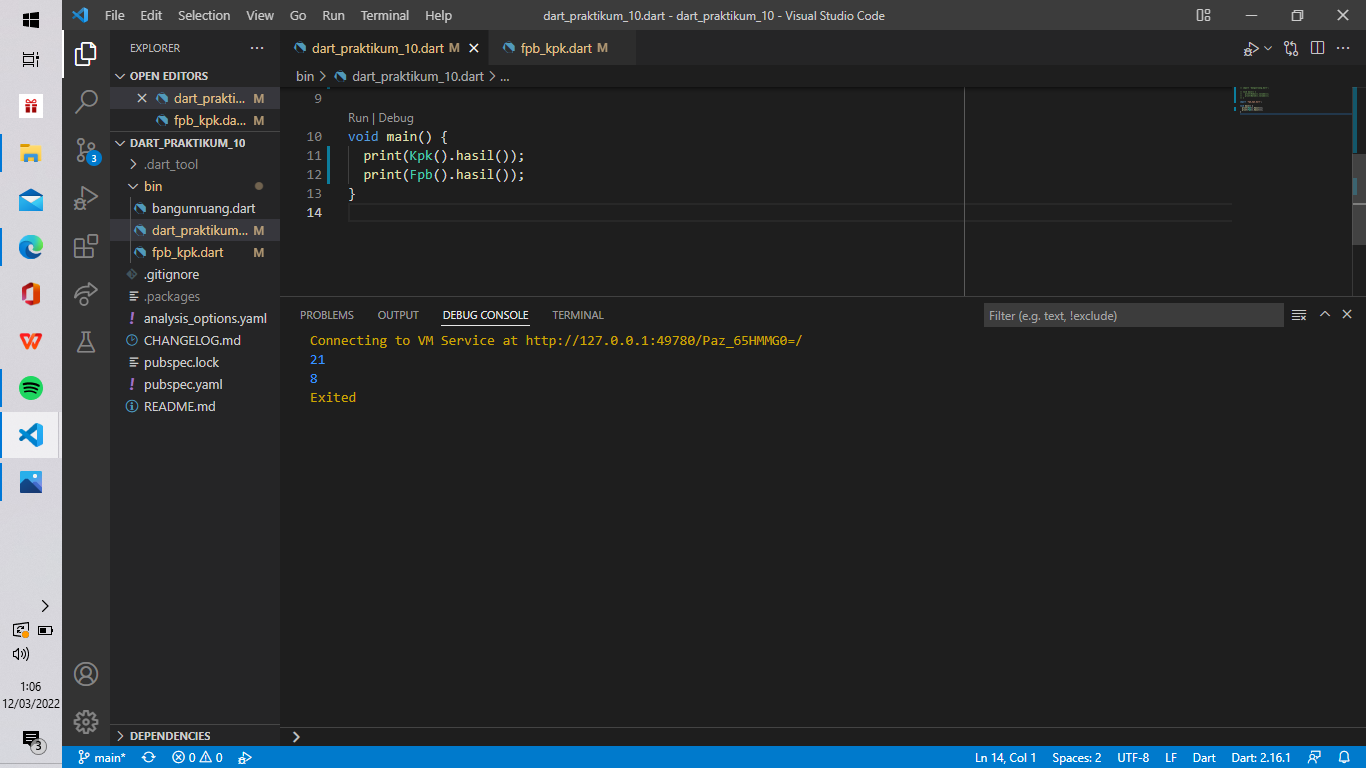 File Edit Selection View Go Run Terminal Help
dart_praktikum_10.dart - dart_praktikum_10 - Visual Studio Code
EXPLORER
OPEN EDITORS
dart_prakti... M
fpb_kpk.da... M
DART_PRAKTIKUM_10
.dart_tool
bin
bangunruang.dart
dart_praktikum... M
fpb_kpk.dart M
.gitignore
.packages
analysis_options.yaml
CHANGELOG.md
pubspec.lock
pubspec.yaml
README.md
DEPENDENCIES
3
dart_praktikum_10.dart M
fpb_kpk.dart M
bin > dart_praktikum_10.dart > ...
9
Run | Debug
10 void main() {
11 print(Kpk().hasil());
12 print(Fpb().hasil());
13 }
14
PROBLEMS OUTPUT DEBUG CONSOLE TERMINAL
Filter (e.g. text, !exclude)
Connecting to VM Service at http://127.0.0.1:49780/Paz_65HMMG0=/
21
8
Exited
1:06
12/03/2022
3
main* 0 0
Ln 14, Col 1 Spaces: 2 UTF-8 LF Dart Dart: 2.16.1